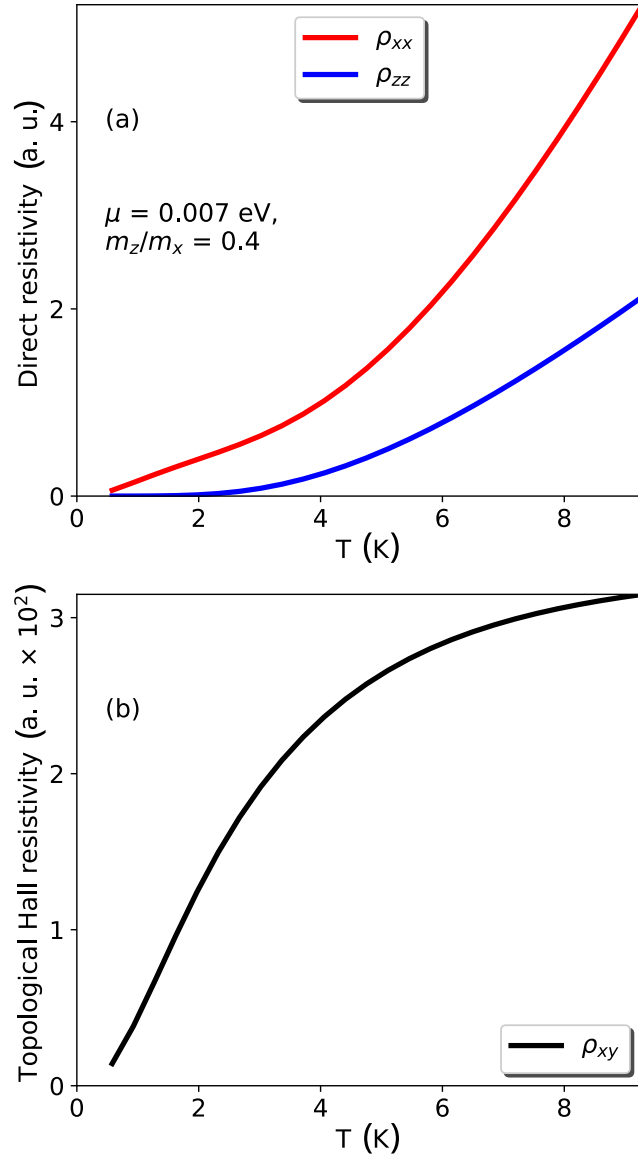 ρxx
ρzz
(a)
μ = 0.007 eV,
mz/mx = 0.4
Direct resistivity (a. u.)
4
2
0
0 2 4 6 8
T (K)
Topological Hall resistivity (a. u. × 10²)
(b)
3
2
1
0
ρxy
0 2 4 6 8
T (K)